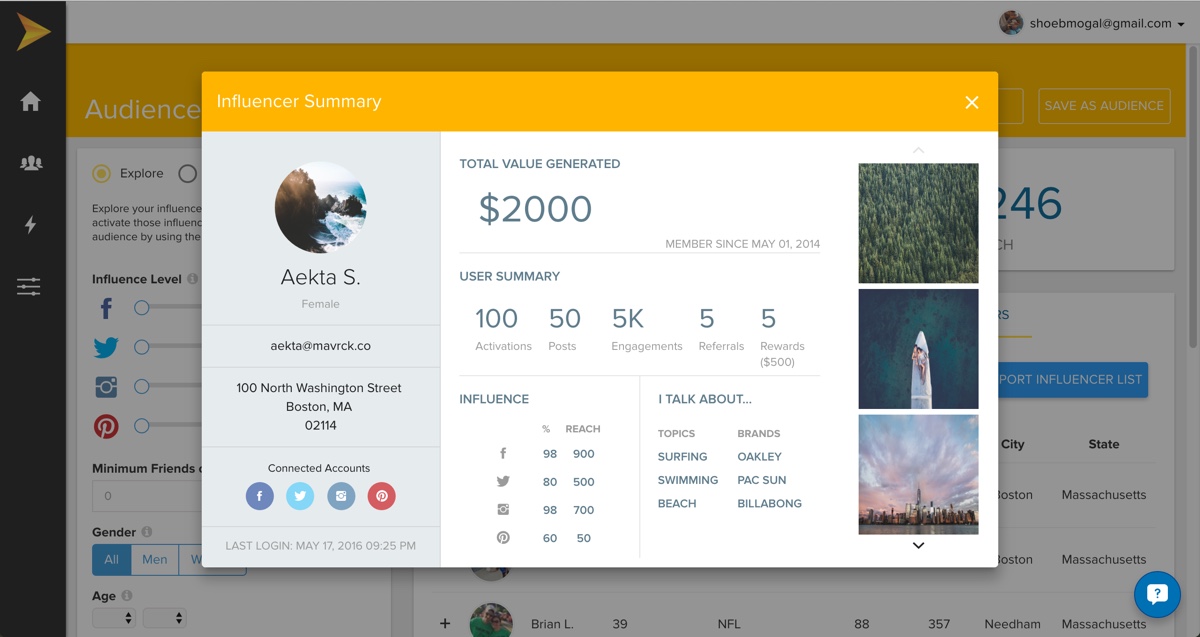 shoebmogal@gmail.com
Audience
SAVE AS AUDIENCE
Explore
Explore your influence
activate those influenc
audience by using the
Influence Level
Minimum Friends
0
Gender
All
Men
W
Age
246
CH
RS
PORT INFLUENCER LIST
City
State
Boston
Massachusetts
Boston
Massachusetts
+
Brian L.
39
NFL
88
357
Needham
Massachusetts
Influencer Summary
Aekta S.
Female
aekta@mavrck.co
100 North Washington Street
Boston, MA
02114
Connected Accounts
LAST LOGIN: MAY 17, 2016 09:25 PM
TOTAL VALUE GENERATED
$2000
MEMBER SINCE MAY 01, 2014
USER SUMMARY
100 50 5K 5 5
Activations Posts Engagements Referrals Rewards
($500)
INFLUENCE
% REACH
98 900
80 500
98 700
60 50
I TALK ABOUT...
TOPICS BRANDS
SURFING OAKLEY
SWIMMING PAC SUN
BEACH BILLABONG